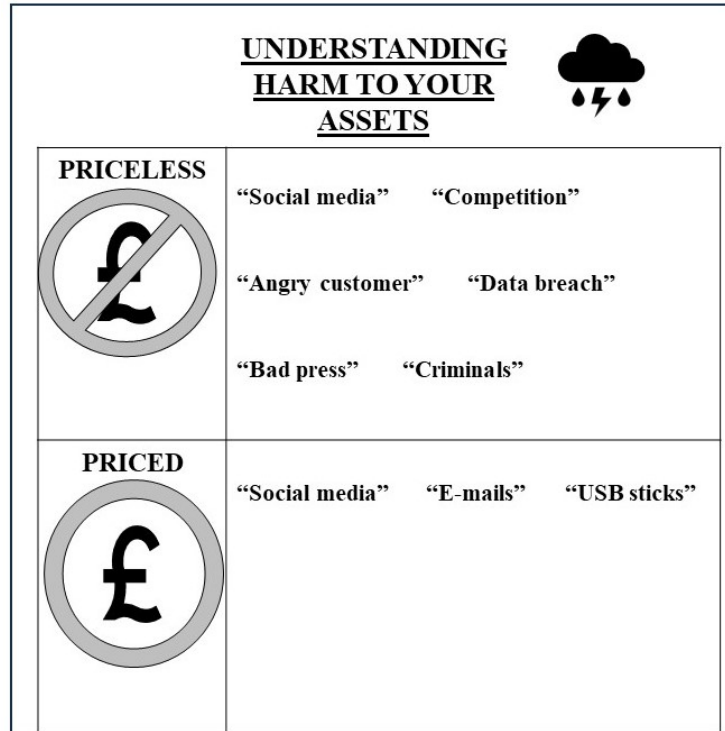 UNDERSTANDING
HARM TO YOUR
ASSETS
PRICELESS
£
“Social media” “Competition”
“Angry customer” “Data breach”
“Bad press” “Criminals”
PRICED
£
“Social media” “E-mails” “USB sticks”